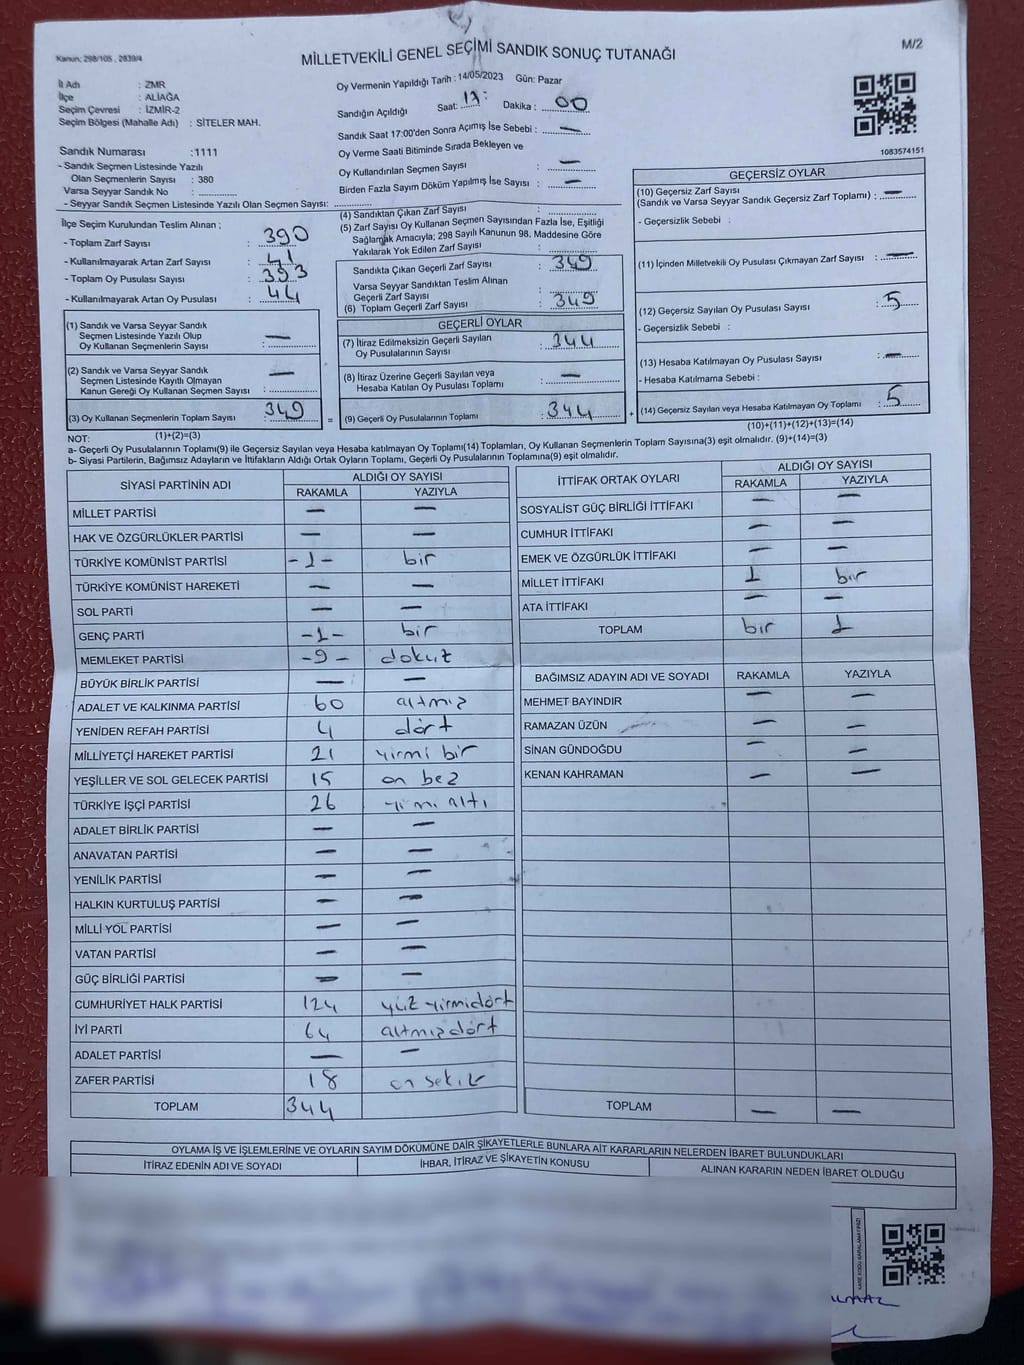 M/2
Kanun; 298/105 , 2839/4
MİLLETVEKİLİ GENEL SEÇİMİ SANDIK SONUÇ TUTANAĞI
İl Adı : ZMR
İlçe : ALİAĞA
Seçim Çevresi : İZMİR-2
Seçim Bölgesi (Mahalle Adı) : SİTELER MAH.
Sandık Numarası :1111
- Sandık Seçmen Listesinde Yazılı
Olan Seçmenlerin Sayısı : 380
Varsa Seyyar Sandık No :
- Seyyar Sandık Seçmen Listesinde Yazılı Olan Seçmen Sayısı:
Oy Vermenin Yapıldığı Tarih : 14/05/2023 Gün: Pazar
Sandığın Açıldığı Saat: 17: Dakika : 00
Sandık Saat 17:00'den Sonra Açımış İse Sebebi : —
Oy Verme Saati Bitiminde Sırada Bekleyen ve
Oy Kullandırılan Seçmen Sayısı : —
Birden Fazla Sayım Döküm Yapılmış İse Sayısı : —
1083574151
İlçe Seçim Kurulundan Teslim Alınan ;
- Toplam Zarf Sayısı : 390
- Kullanılmayarak Artan Zarf Sayısı : 41
- Toplam Oy Pusulası Sayısı : 393
- Kullanılmayarak Artan Oy Pusulası : 44
(1) Sandık ve Varsa Seyyar Sandık
Seçmen Listesinde Yazılı Olup
Oy Kullanan Seçmenlerin Sayısı : —
(2) Sandık ve Varsa Seyyar Sandık
Seçmen Listesinde Kayıtlı Olmayan
Kanun Gereği Oy Kullanan Seçmen Sayısı : —
(3) Oy Kullanan Seçmenlerin Toplam Sayısı : 349
(1)+(2)=(3)
(4) Sandıktan Çıkan Zarf Sayısı :
(5) Zarf Sayısı Oy Kullanan Seçmen Sayısından Fazla İse, Eşitliği
Sağlamak Amacıyla; 298 Sayılı Kanunun 98. Maddesine Göre
Yakılarak Yok Edilen Zarf Sayısı :
Sandıkta Çıkan Geçerli Zarf Sayısı : 349
Varsa Seyyar Sandıktan Teslim Alınan
Geçerli Zarf Sayısı :
(6) Toplam Geçerli Zarf Sayısı : 349
GEÇERLİ OYLAR
(7) İtiraz Edilmeksizin Geçerli Sayılan
Oy Pusulalarının Sayısı : 344
(8) İtiraz Üzerine Geçerli Sayılan veya
Hesaba Katılan Oy Pusulası Toplamı : —
= (9) Geçerli Oy Pusulalarının Toplamı : 344
GEÇERSİZ OYLAR
(10) Geçersiz Zarf Sayısı
(Sandık ve Varsa Seyyar Sandık Geçersiz Zarf Toplamı) : —
- Geçersizlik Sebebi :
(11) İçinden Milletvekili Oy Pusulası Çıkmayan Zarf Sayısı : —
(12) Geçersiz Sayılan Oy Pusulası Sayısı : 5
- Geçersizlik Sebebi :
(13) Hesaba Katılmayan Oy Pusulası Sayısı : —
- Hesaba Katılmama Sebebi :
+ (14) Geçersiz Sayılan veya Hesaba Katılmayan Oy Toplamı : 5
(10)+(11)+(12)+(13)=(14)
NOT:
a- Geçerli Oy Pusulalarının Toplamı(9) ile Geçersiz Sayılan veya Hesaba katılmayan Oy Toplamı(14) Toplamları, Oy Kullanan Seçmenlerin Toplam Sayısına(3) eşit olmalıdır. (9)+(14)=(3)
b- Siyasi Partilerin, Bağımsız Adayların ve İttifakların Aldığı Ortak Oyların Toplamı, Geçerli Oy Pusulalarının Toplamına(9) eşit olmalıdır.
SİYASİ PARTİNİN ADI ALDIĞI OY SAYISI
RAKAMLA YAZIYLA
MİLLET PARTİSİ — —
HAK VE ÖZGÜRLÜKLER PARTİSİ — —
TÜRKİYE KOMÜNİST PARTİSİ -1- bir
TÜRKİYE KOMÜNİST HAREKETİ — —
SOL PARTİ — —
GENÇ PARTİ -1- bir
MEMLEKET PARTİSİ -9- dokuz
BÜYÜK BİRLİK PARTİSİ — —
ADALET VE KALKINMA PARTİSİ 60 altmış
YENİDEN REFAH PARTİSİ 4 dört
MİLLİYETÇİ HAREKET PARTİSİ 21 yirmi bir
YEŞİLLER VE SOL GELECEK PARTİSİ 15 on beş
TÜRKİYE İŞÇİ PARTİSİ 26 yirmi altı
ADALET BİRLİK PARTİSİ — —
ANAVATAN PARTİSİ — —
YENİLİK PARTİSİ — —
HALKIN KURTULUŞ PARTİSİ — —
MİLLİ YOL PARTİSİ — —
VATAN PARTİSİ — —
GÜÇ BİRLİĞİ PARTİSİ — —
CUMHURİYET HALK PARTİSİ 124 yüz yirmidört
İYİ PARTİ 64 altmışdört
ADALET PARTİSİ — —
ZAFER PARTİSİ 18 on sekiz
TOPLAM 344
İTTİFAK ORTAK OYLARI ALDIĞI OY SAYISI
RAKAMLA YAZIYLA
SOSYALİST GÜÇ BİRLİĞİ İTTİFAKI — —
CUMHUR İTTİFAKI — —
EMEK VE ÖZGÜRLÜK İTTİFAKI — —
MİLLET İTTİFAKI 1 bir
ATA İTTİFAKI — —
TOPLAM bir 1
BAĞIMSIZ ADAYIN ADI VE SOYADI RAKAMLA YAZIYLA
MEHMET BAYINDIR — —
RAMAZAN ÜZÜN — —
SİNAN GÜNDOĞDU — —
KENAN KAHRAMAN — —
TOPLAM — —
OYLAMA İŞ VE İŞLEMLERİNE VE OYLARIN SAYIM DÖKÜMÜNE DAİR ŞİKAYETLERLE BUNLARA AİT KARARLARIN NELERDEN İBARET BULUNDUKLARI
İTİRAZ EDENİN ADI VE SOYADI İHBAR, İTİRAZ VE ŞİKAYETİN KONUSU ALINAN KARARIN NEDEN İBARET OLDUĞU